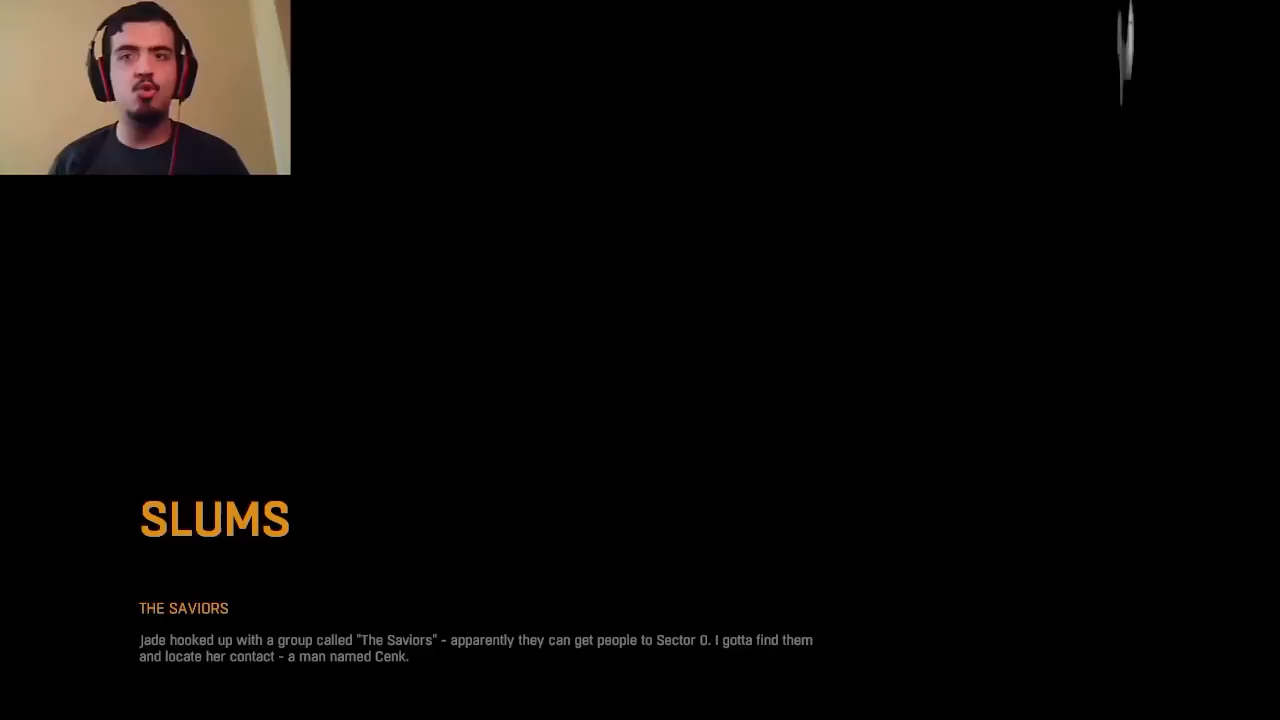 SLUMS
THE SAVIORS
Jade hooked up with a group called "The Saviors" - apparently they can get people to Sector 0. I gotta find them
and locate her contact - a man named Cenk.